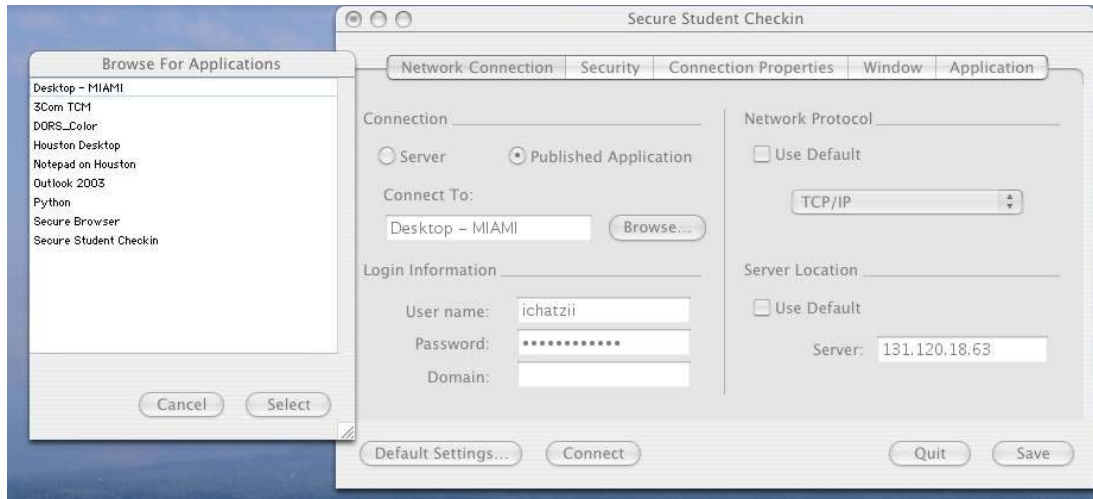 Secure Student Checkin
Browse For Applications
Desktop – MIAMI
3Com TCM
DORS_Color
Houston Desktop
Notepad on Houston
Outlook 2003
Python
Secure Browser
Secure Student Checkin
Cancel
Select
Network Connection
Security
Connection Properties
Window
Application
Connection
Server
Published Application
Connect To:
Desktop – MIAMI
Browse...
Login Information
User name:
ichatzii
Password:
••••••••••••
Domain:
Network Protocol
Use Default
TCP/IP
Server Location
Use Default
Server:
131.120.18.63
Default Settings...
Connect
Quit
Save